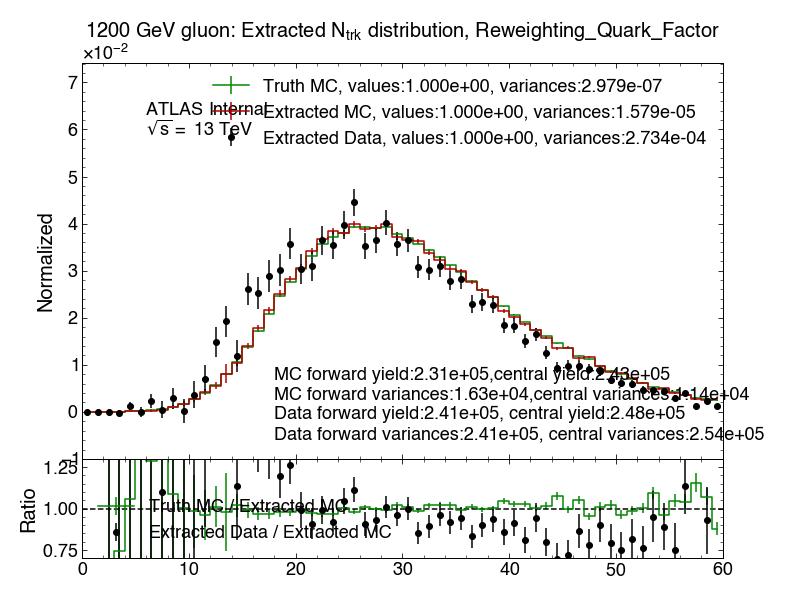 1200 GeV gluon: Extracted Ntrk distribution, Reweighting_Quark_Factor
×10−2
Truth MC, values:1.000e+00, variances:2.979e-07
ATLAS Internal
Extracted MC, values:1.000e+00, variances:1.579e-05
√s = 13 TeV
Extracted Data, values:1.000e+00, variances:2.734e-04
7
6
5
4
3
2
1
0
1
Normalized
MC forward yield:2.31e+05,central yield:2.43e+05
MC forward variances:1.63e+04,central variances:1.14e+04
Data forward yield:2.41e+05, central yield:2.48e+05
Data forward variances:2.41e+05, central variances:2.54e+05
1.25
1.00
0.75
Ratio
Truth MC / Extracted MC
Extracted Data / Extracted MC
0 10 20 30 40 50 60